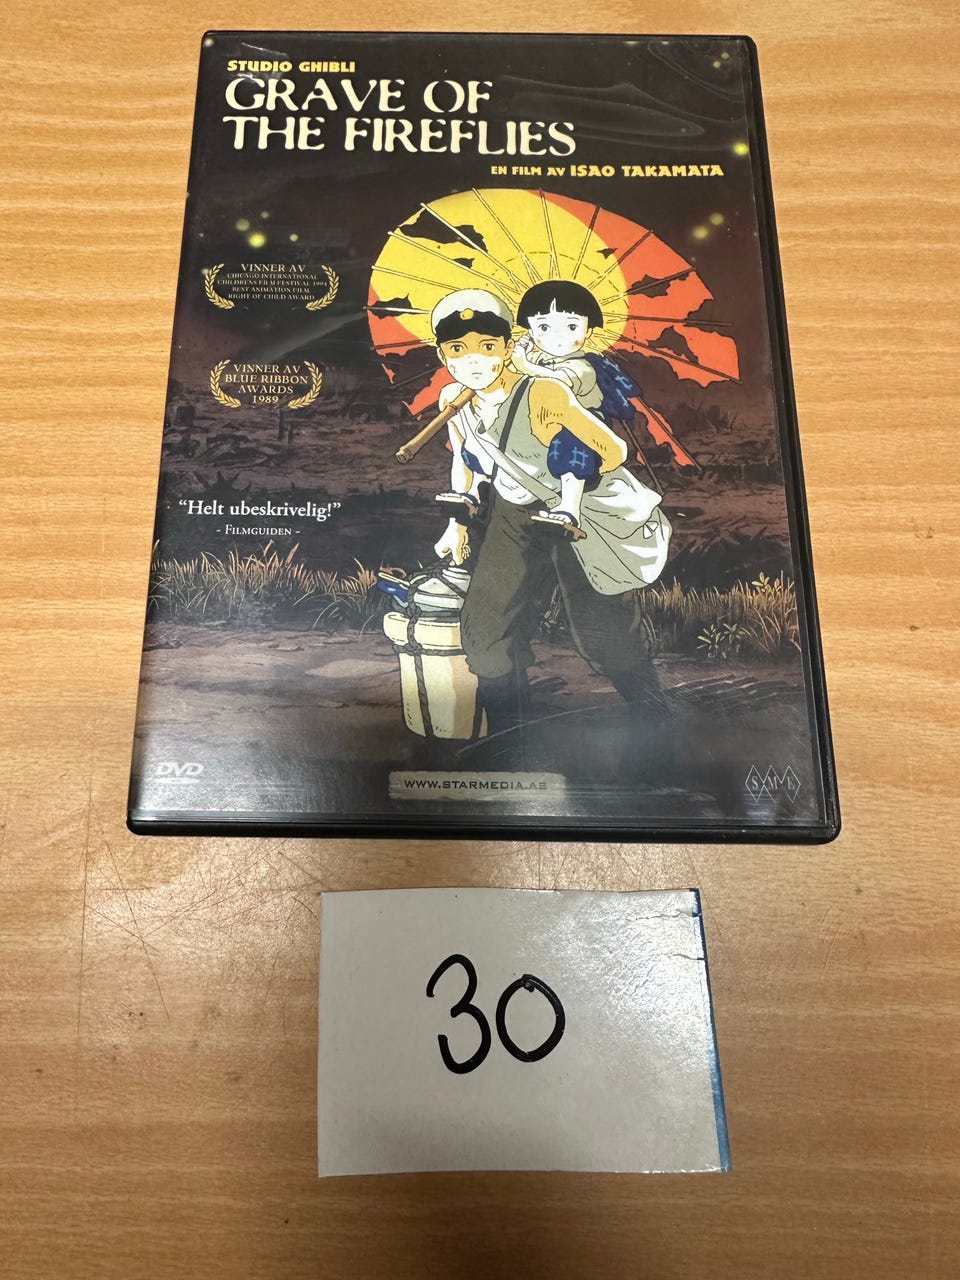 STUDIO GHIBLI
GRAVE OF
THE FIREFLIES
EN FILM AV ISAO TAKAMATA
VINNER AV
CHICAGO INTERNATIONAL
CHILDRENS FILM FESTIVAL 1994
BEST ANIMATION FILM
RIGHT OF CHILD AWARD
VINNER AV
BLUE RIBBON
AWARDS
1989
“Helt ubeskrivelig!”
- FILMGUIDEN -
DVD
WWW.STARMEDIA.AS
SME
30